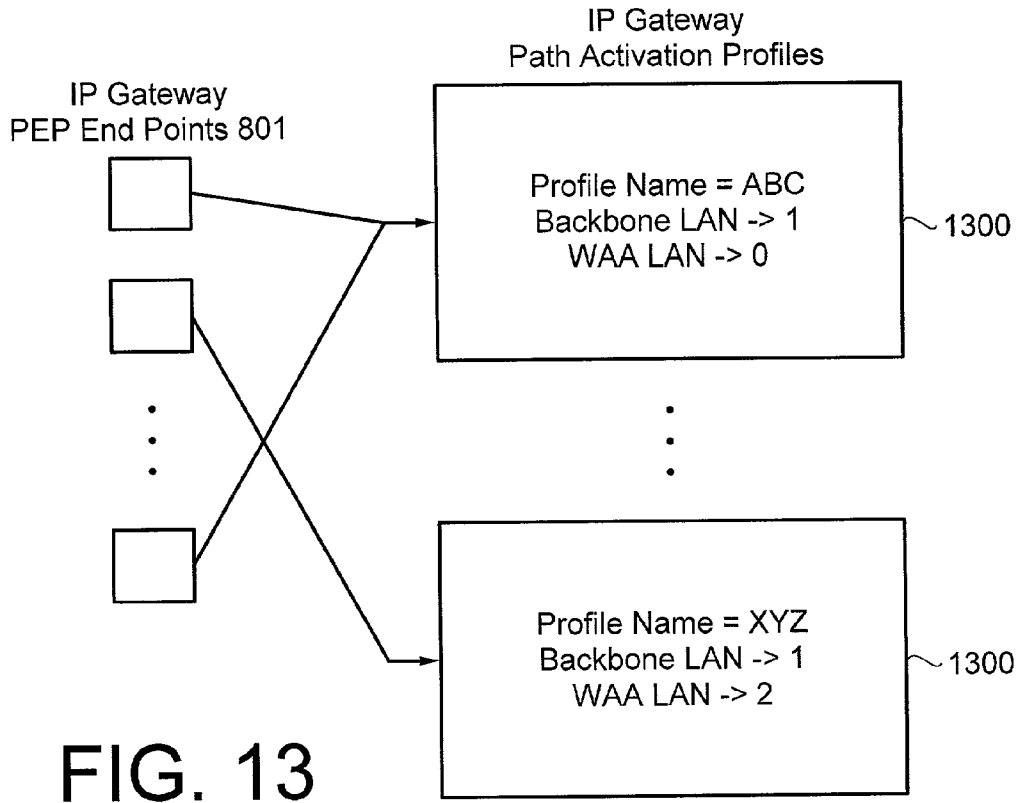 IP Gateway
Path Activation Profiles
IP Gateway
PEP End Points 801
Profile Name = ABC
Backbone LAN -> 1
WAA LAN -> 0
1300
Profile Name = XYZ
Backbone LAN -> 1
WAA LAN -> 2
1300
FIG. 13